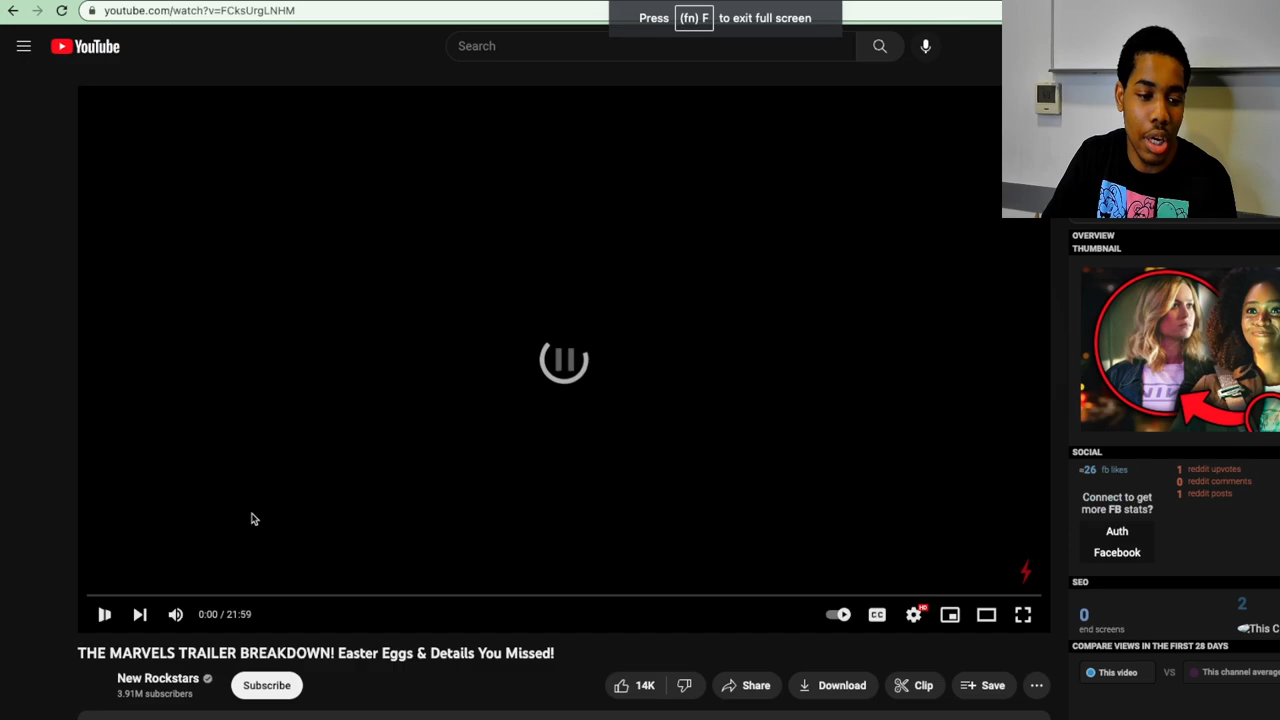 youtube.com/watch?v=FCksUrgLNHM
Press (fn) F to exit full screen
YouTube
Search
OVERVIEW
THUMBNAIL
SOCIAL
≈26 fb likes
1 reddit upvotes
0 reddit comments
1 reddit posts
Connect to get
more FB stats?
Auth
Facebook
SEO
0
end screens
2
This C
COMPARE VIEWS IN THE FIRST 28 DAYS
This video VS This channel average
HD
CC
0:00 / 21:59
THE MARVELS TRAILER BREAKDOWN! Easter Eggs & Details You Missed!
New Rockstars
3.91M subscribers
Subscribe
14K
Share
Download
Clip
Save